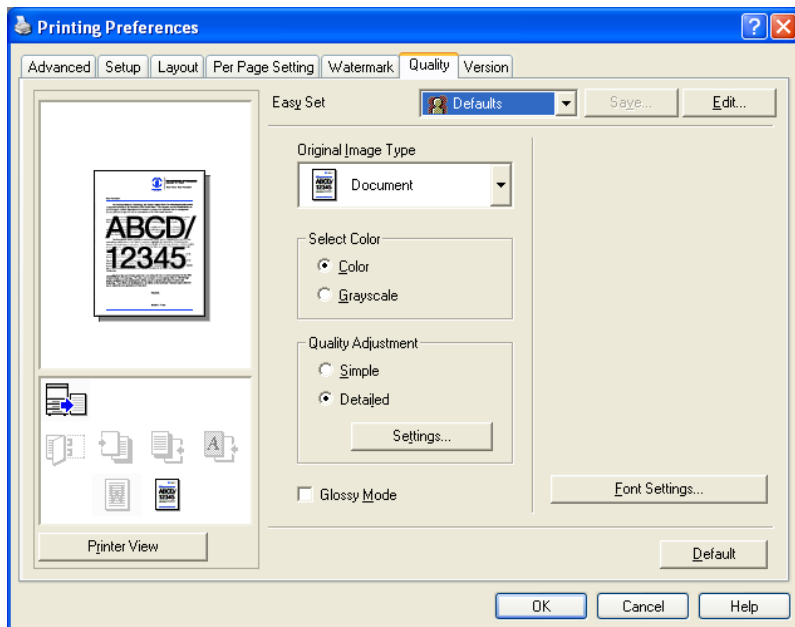 Printing Preferences
Advanced Setup Layout Per Page Setting Watermark Quality Version
Easy Set Defaults Save... Edit...
Original Image Type
Document
ABCD/
12345
Select Color
Color
Grayscale
Quality Adjustment
Simple
Detailed
Settings...
Glossy Mode
Font Settings...
Printer View
Default
OK Cancel Help